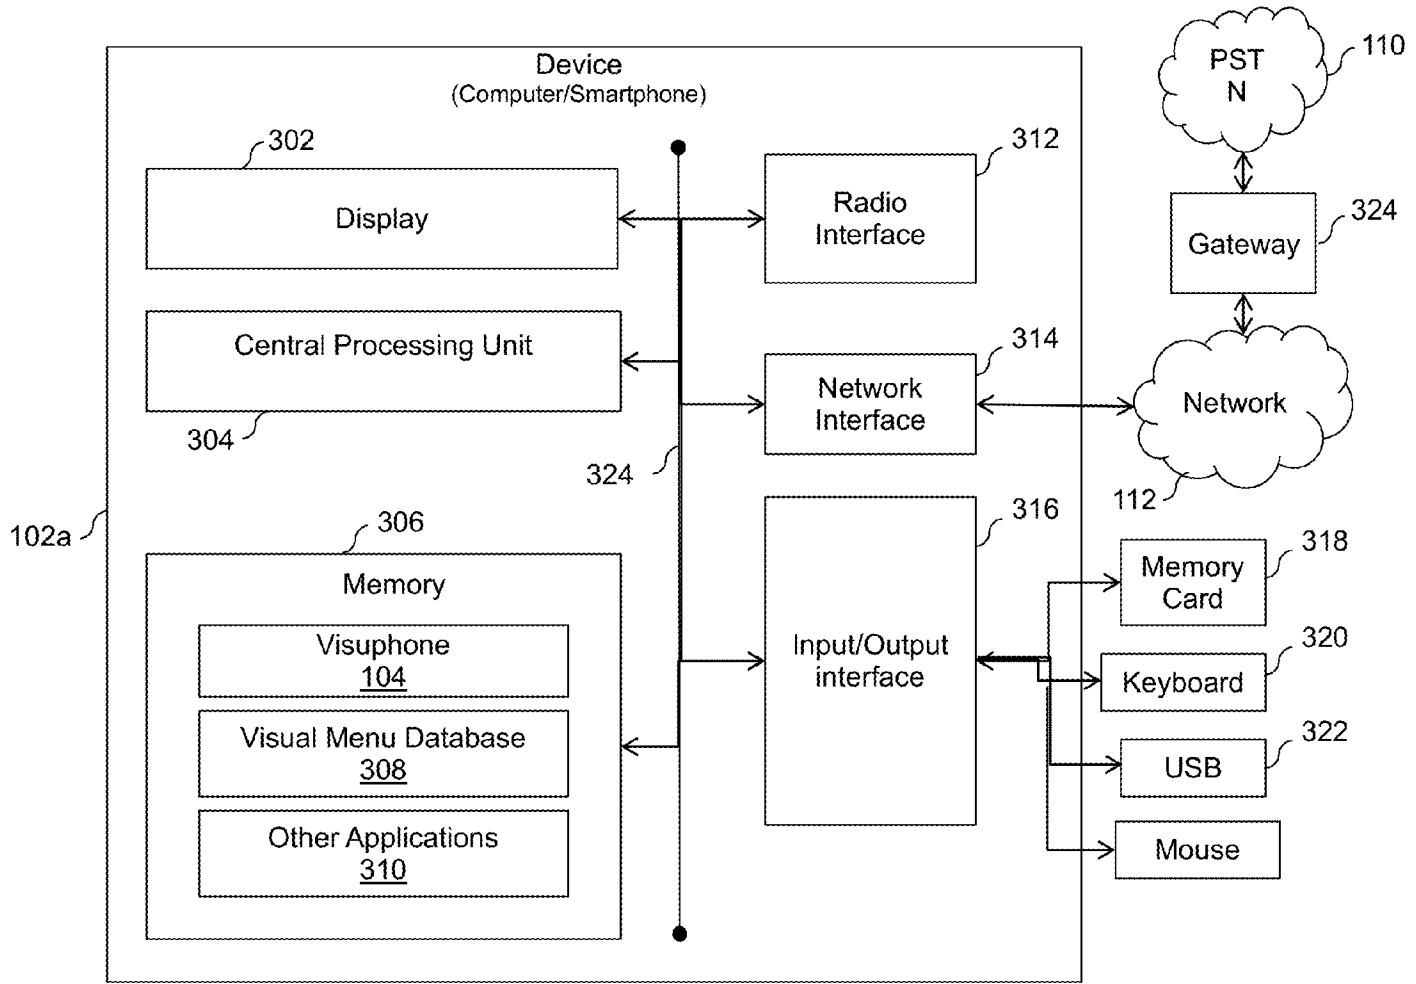 Device
(Computer/Smartphone)
PST
N
110
302
Display
312
Radio
Interface
324
Gateway
Central Processing Unit
304
314
Network
Interface
Network
112
324
102a
306
Memory
Visuphone
104
Visual Menu Database
308
Other Applications
310
316
Input/Output
interface
318
Memory
Card
320
Keyboard
322
USB
Mouse